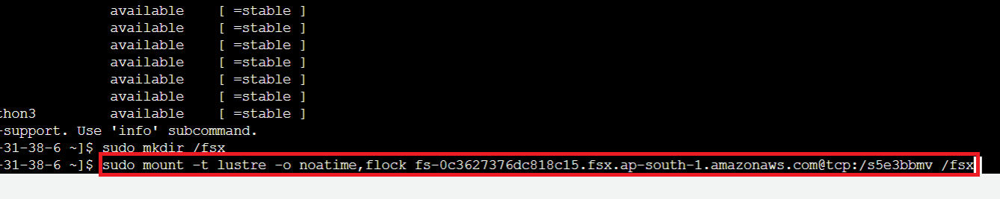 available [ =stable ]
available [ =stable ]
available [ =stable ]
available [ =stable ]
available [ =stable ]
available [ =stable ]
thon3 available [ =stable ]
-support. Use 'info' subcommand.
-31-38-6 ~]$ sudo mkdir /fsx
-31-38-6 ~]$ sudo mount -t lustre -o noatime,flock fs-0c3627376dc818c15.fsx.ap-south-1.amazonaws.com@tcp:/s5e3bbmv /fsx